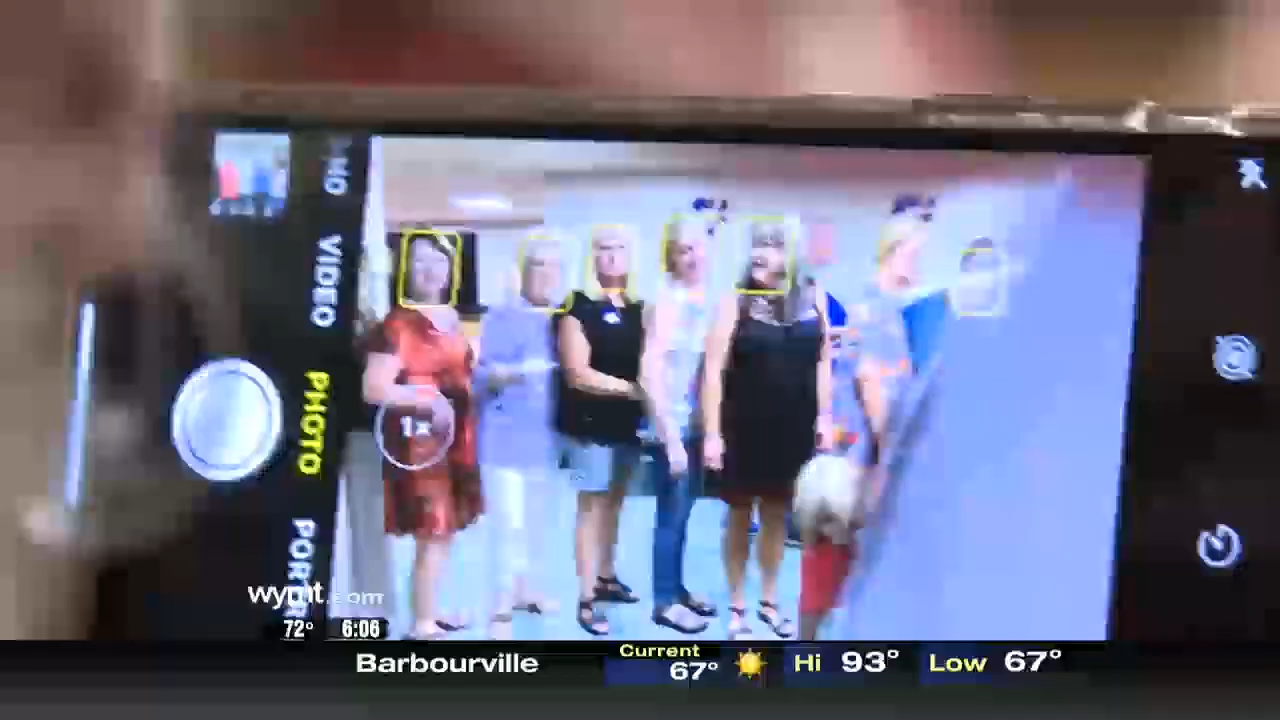 VIDEO
PHOTO
1x
wymt.com
72° 6:06
Barbourville
Current
67°
Hi 93°
Low 67°